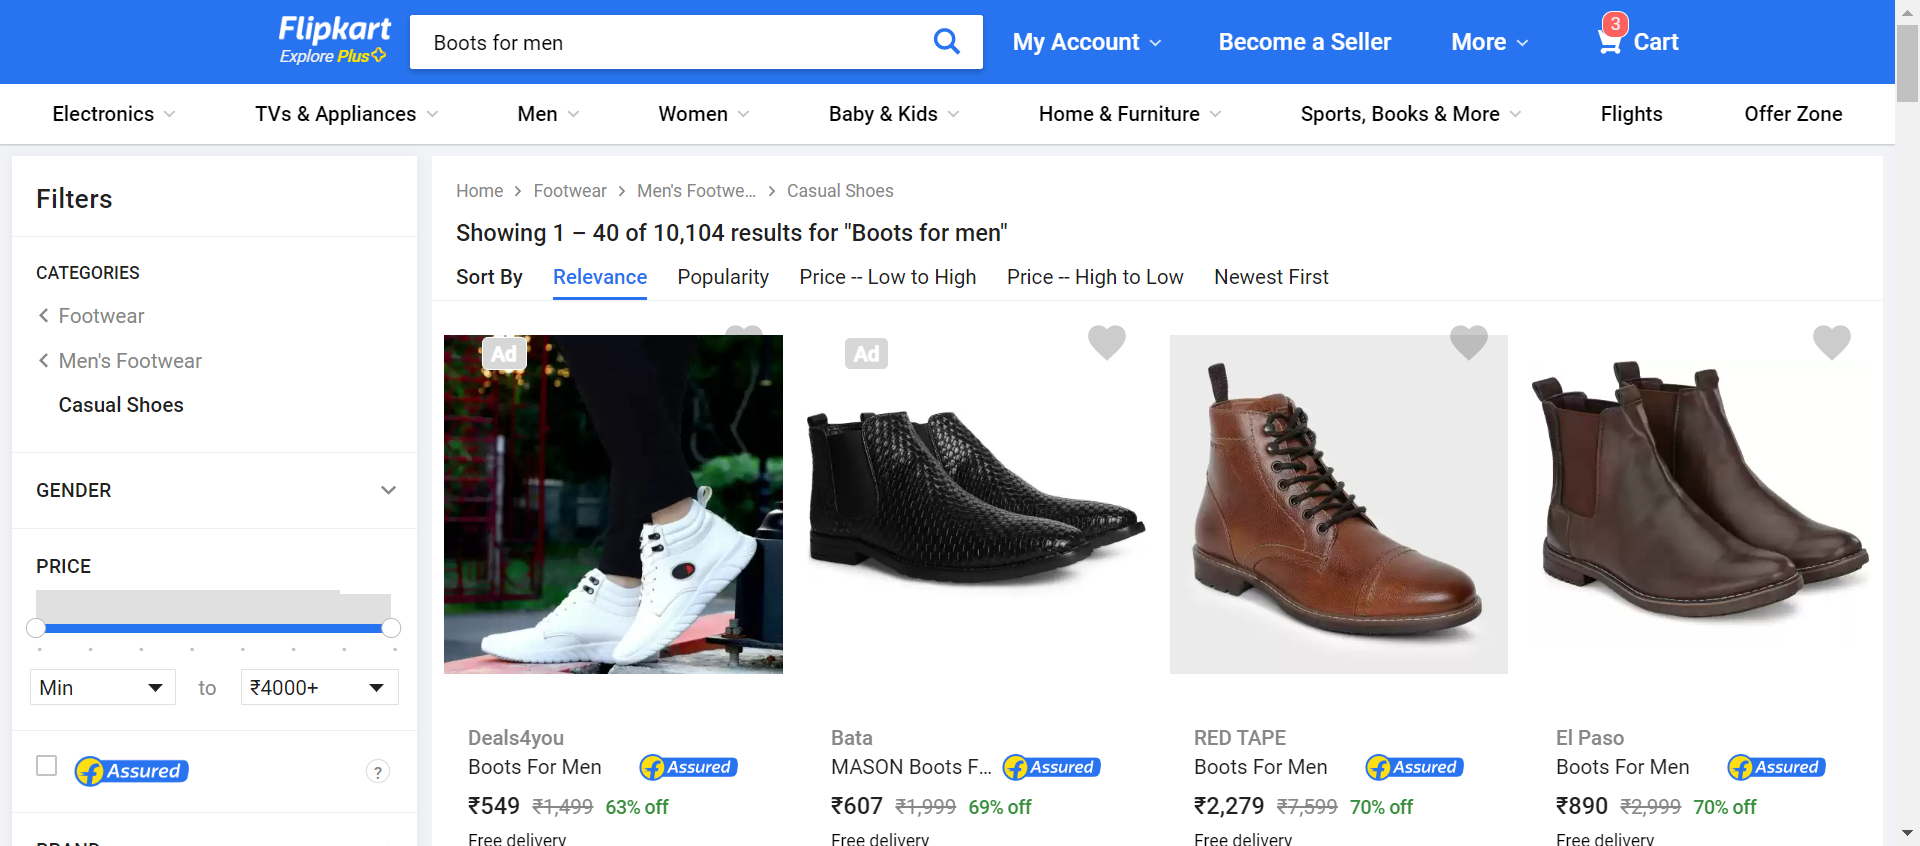 Flipkart
Explore Plus
Boots for men
My Account
Become a Seller
More
3
Cart
Electronics
TVs & Appliances
Men
Women
Baby & Kids
Home & Furniture
Sports, Books & More
Flights
Offer Zone
Filters
CATEGORIES
Footwear
Men's Footwear
Casual Shoes
GENDER
PRICE
Min to ₹4000+
Assured
?
BRAND
Home > Footwear > Men's Footwe... > Casual Shoes
Showing 1 – 40 of 10,104 results for "Boots for men"
Sort By Relevance Popularity Price -- Low to High Price -- High to Low Newest First
Ad
Deals4you
Boots For Men
Assured
₹549 ₹1,499 63% off
Free delivery
Ad
Bata
MASON Boots F...
Assured
₹607 ₹1,999 69% off
Free delivery
RED TAPE
Boots For Men
Assured
₹2,279 ₹7,599 70% off
Free delivery
El Paso
Boots For Men
Assured
₹890 ₹2,999 70% off
Free delivery